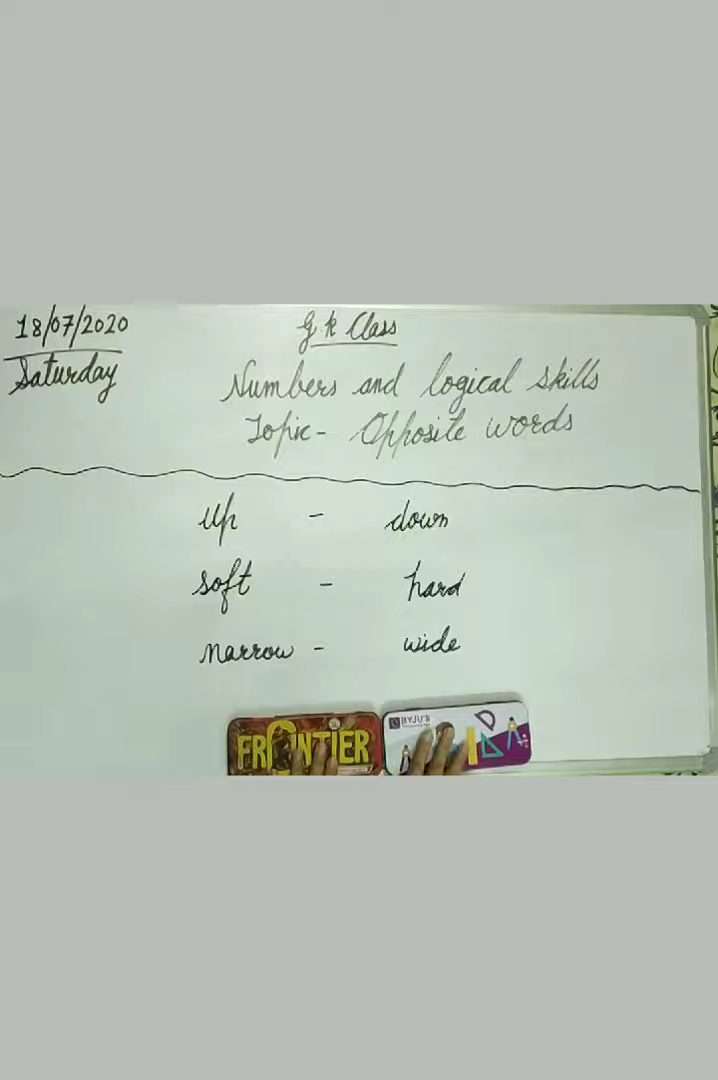 18/07/2020
Saturday
G k Class
Numbers and logical skills
Topic - Opposite words
up - down
soft - hard
narrow - wide
FRONTIER
BYJU'S